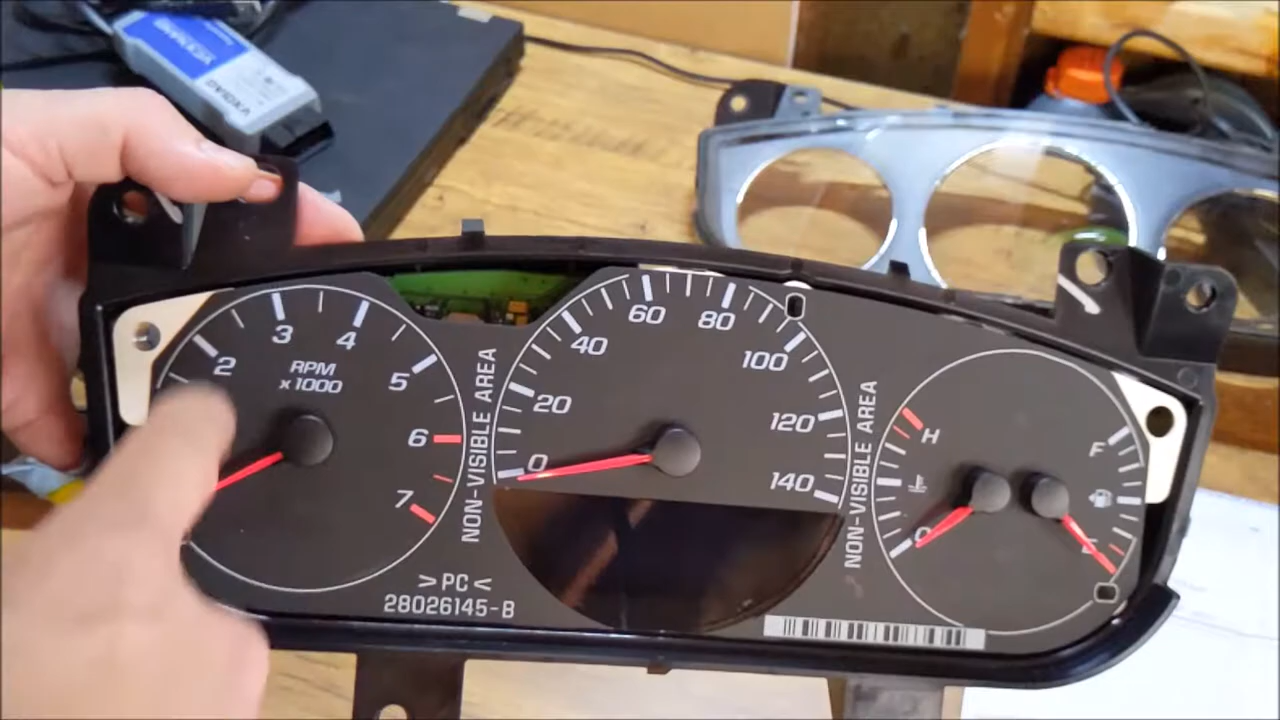 VXDIAG
2
3
4
5
6
7
RPM
x1000
NON-VISIBLE AREA
0
20
40
60
80
100
120
140
NON-VISIBLE AREA
H
C
F
E
>PC<
28026145-B